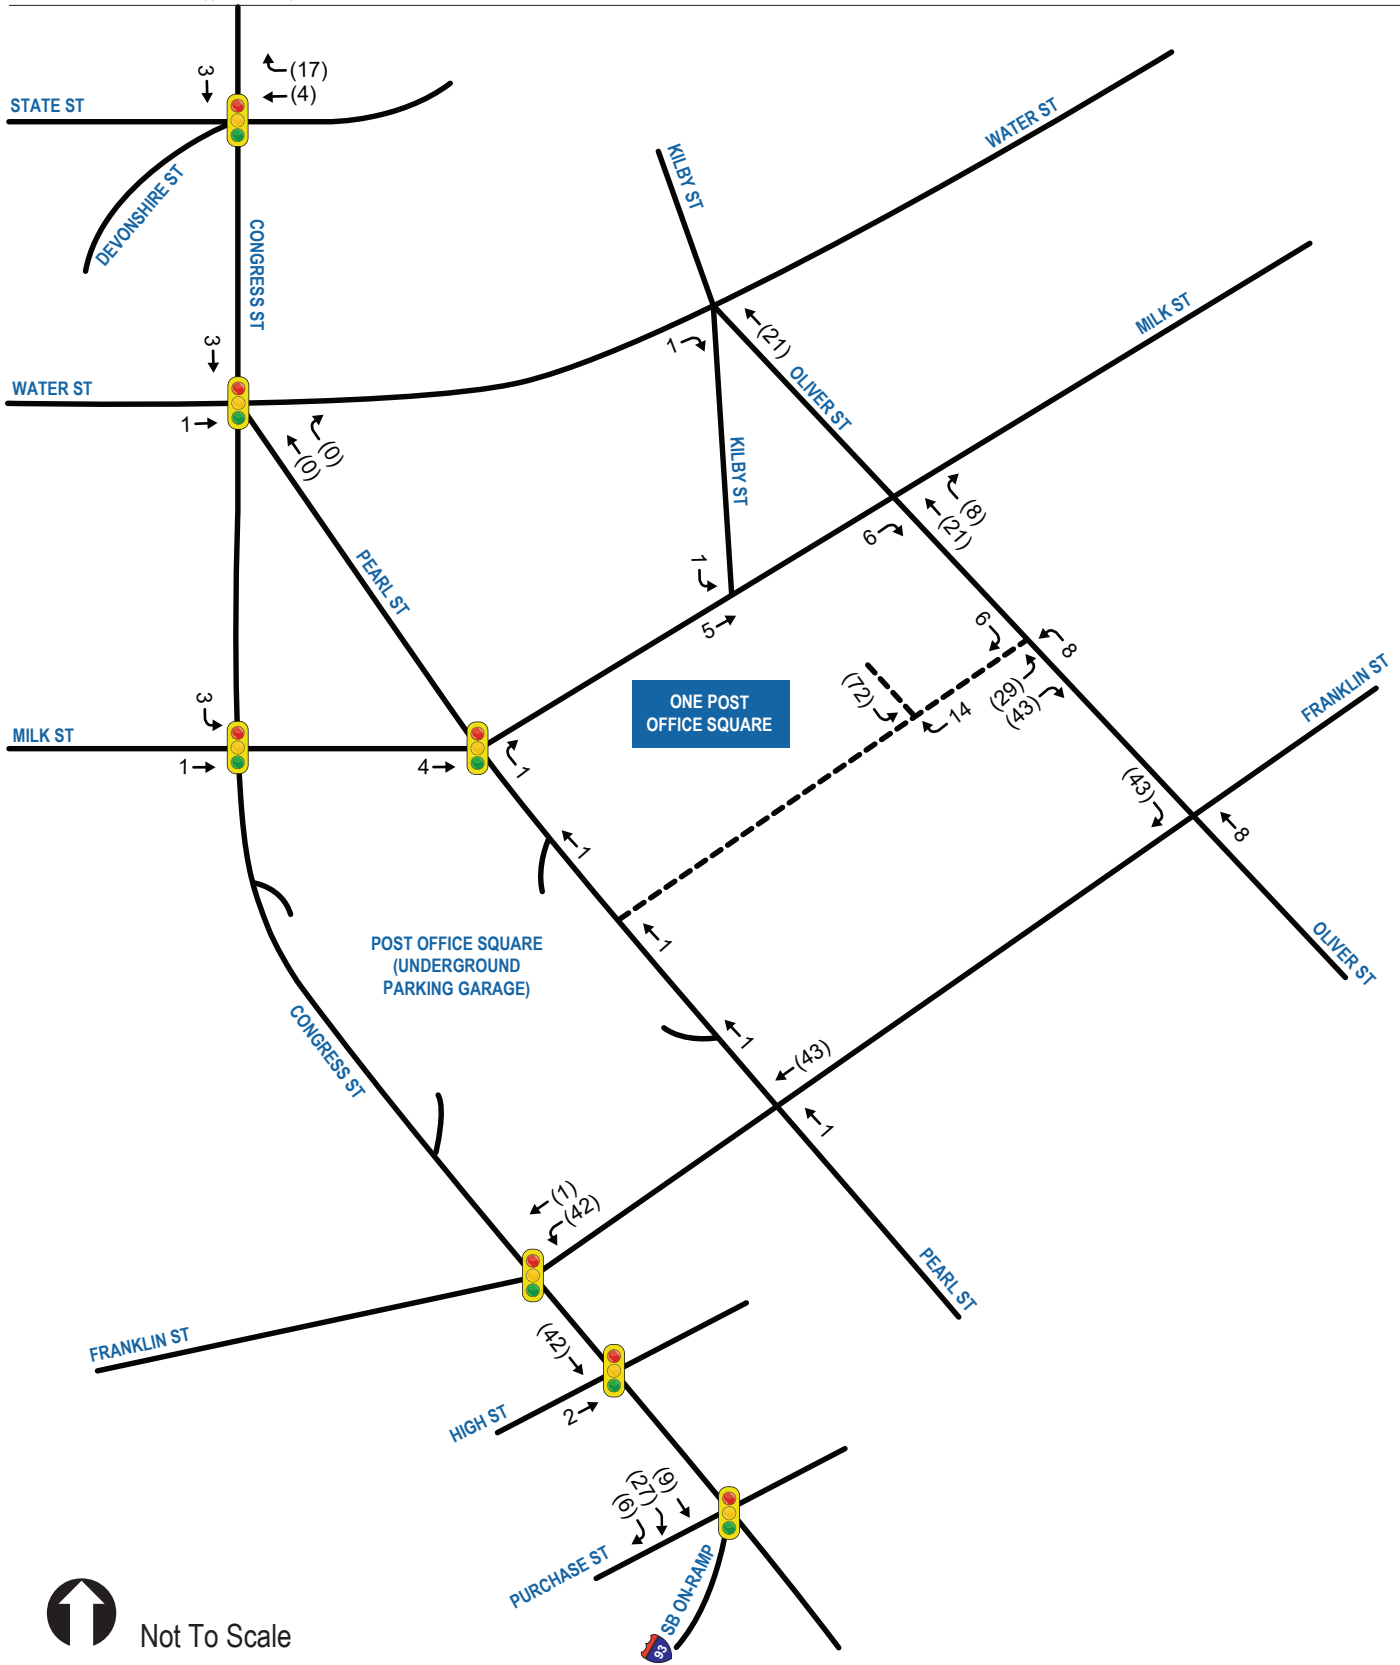 3
(17)
(4)
STATE ST
DEVONSHIRE ST
CONGRESS ST
KILBY ST
WATER ST
MILK ST
3
WATER ST
1
(0)
(0)
1
(21)
OLIVER ST
KILBY ST
PEARL ST
6
(8)
(21)
1
5
3
MILK ST
1
4
1
ONE POST
OFFICE SQUARE
(72)
14
6
8
(29)
(43)
FRANKLIN ST
(43)
8
OLIVER ST
1
1
1
POST OFFICE SQUARE
(UNDERGROUND
PARKING GARAGE)
CONGRESS ST
(43)
1
(1)
(42)
PEARL ST
FRANKLIN ST
(42)
HIGH ST
2
(9)
(27)
(6)
PURCHASE ST
SB ON-RAMP
93
Not To Scale